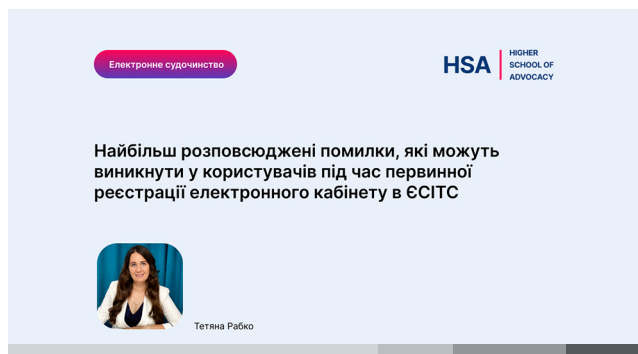 Електронне судочинство
HSA
HIGHER
SCHOOL OF
ADVOCACY
Найбільш розповсюджені помилки, які можуть
виникнути у користувачів під час первинної
реєстрації електронного кабінету в ЄСІТС
Тетяна Рабко